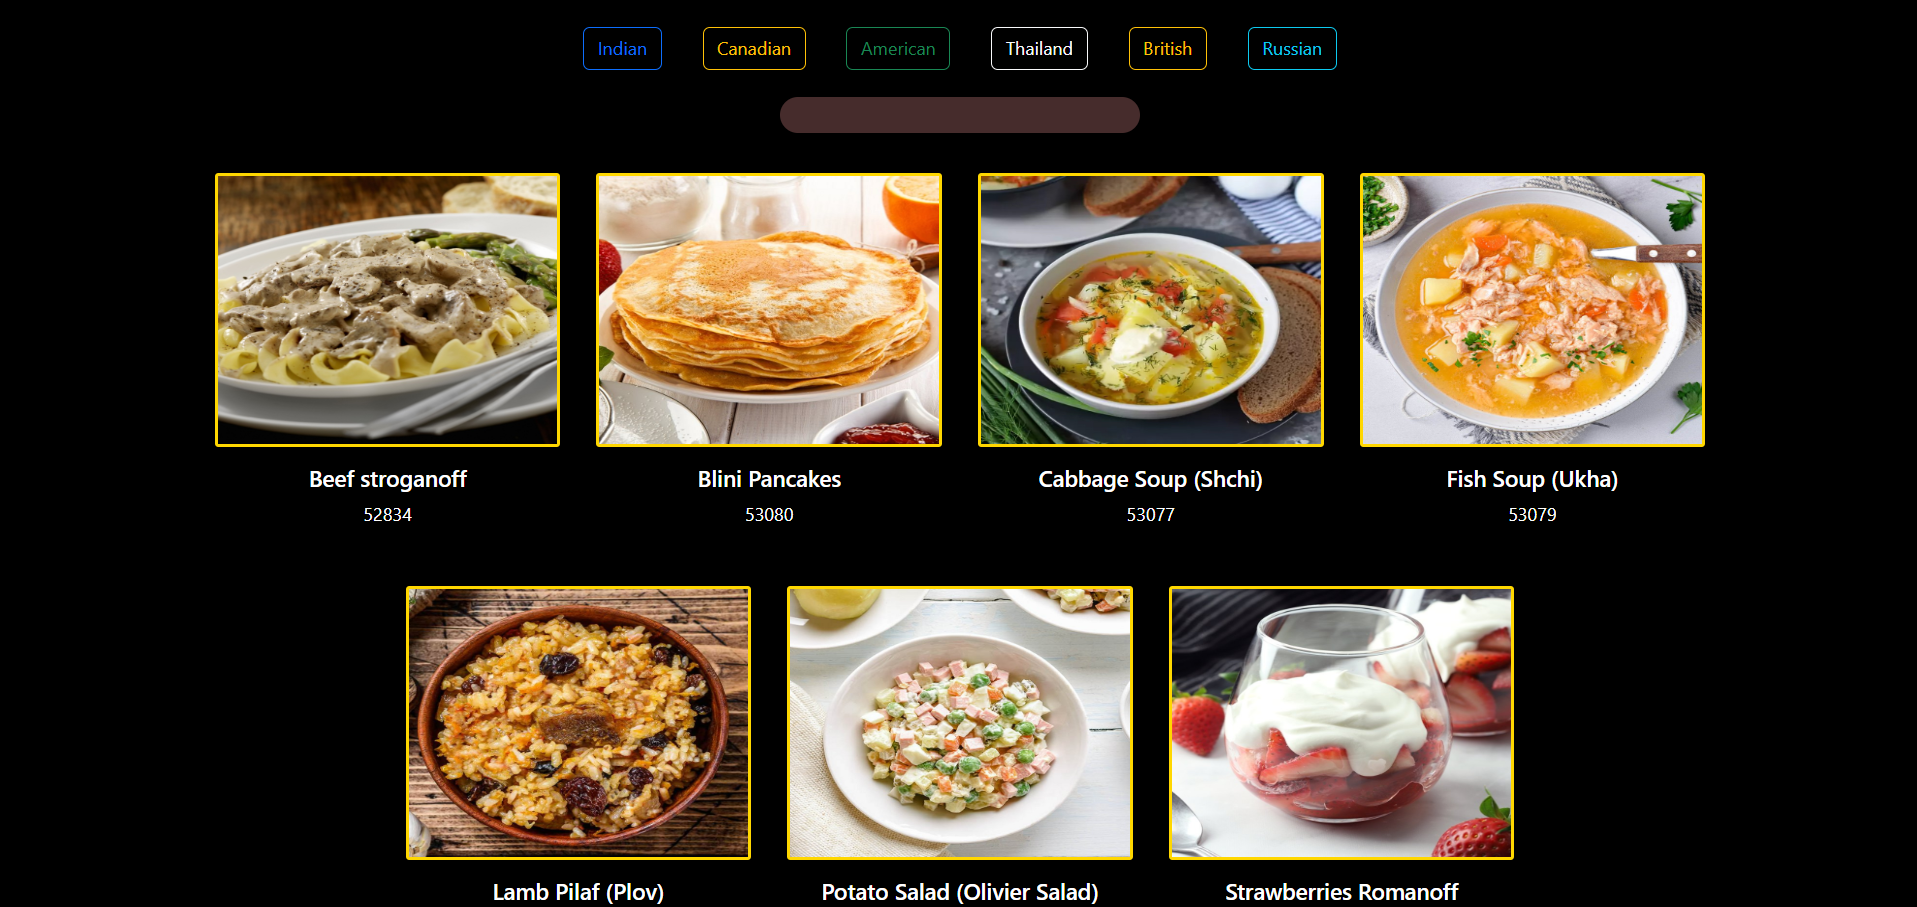 Indian Canadian American Thailand British Russian
Beef stroganoff
52834
Blini Pancakes
53080
Cabbage Soup (Shchi)
53077
Fish Soup (Ukha)
53079
Lamb Pilaf (Plov)
Potato Salad (Olivier Salad)
Strawberries Romanoff